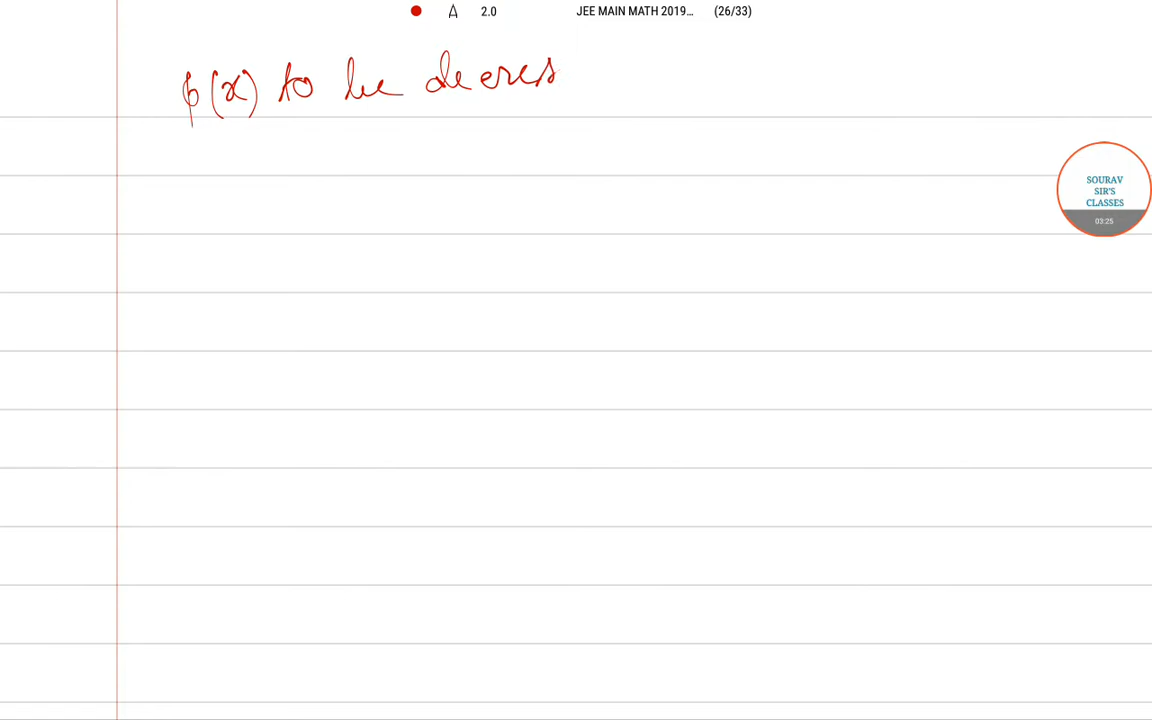 2.0 JEE MAIN MATH 2019... (26/33)
ϕ(x) to be decreas
SOURAV
SIR'S
CLASSES
03:25